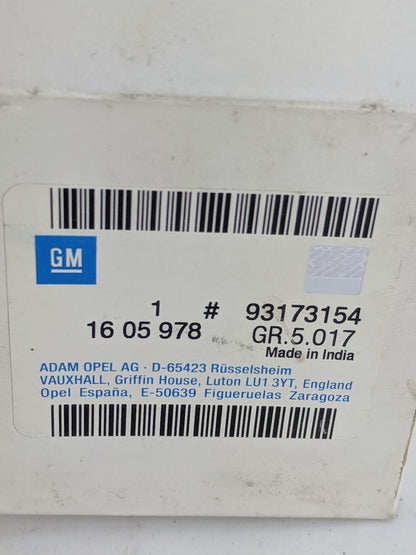 GM
1 # 93173154
16 05 978 GR.5.017
Made in India
ADAM OPEL AG · D-65423 Rüsselsheim
VAUXHALL, Griffin House, Luton LU1 3YT, England
Opel España, E-50639 Figueruelas Zaragoza